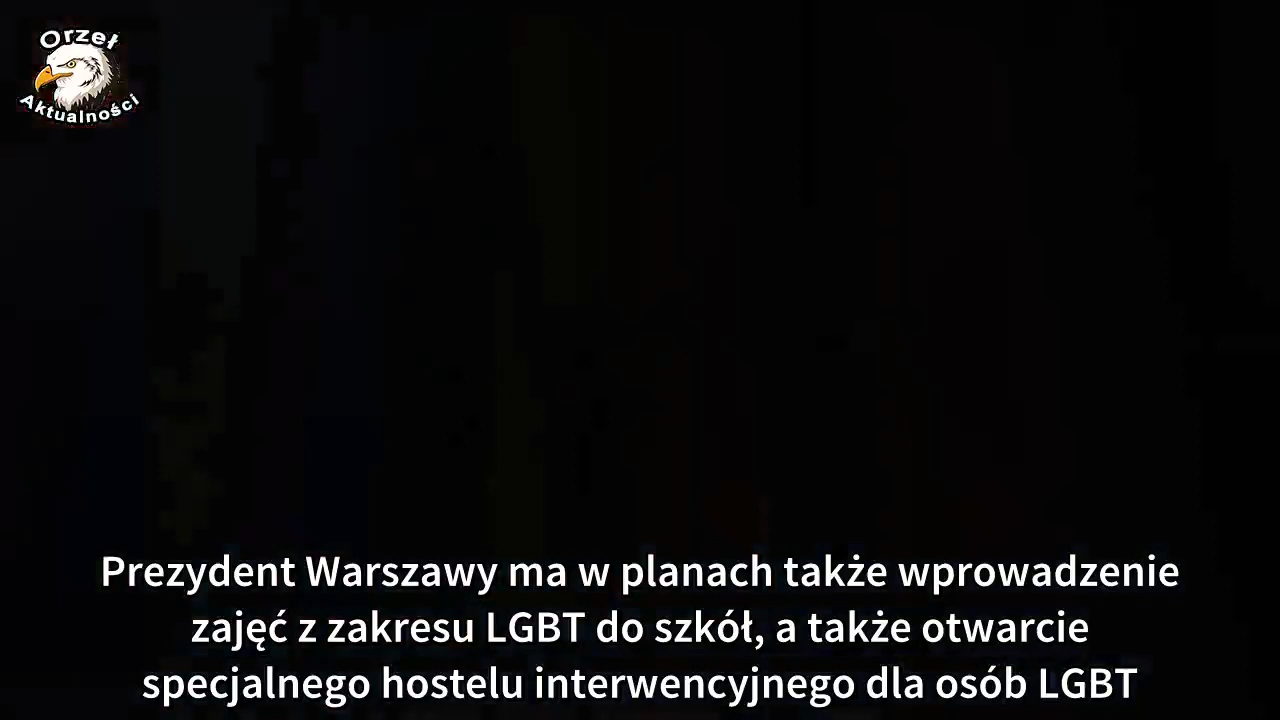 Orzeł
Aktualności
Prezydent Warszawy ma w planach także wprowadzenie
zajęć z zakresu LGBT do szkół, a także otwarcie
specjalnego hostelu interwencyjnego dla osób LGBT